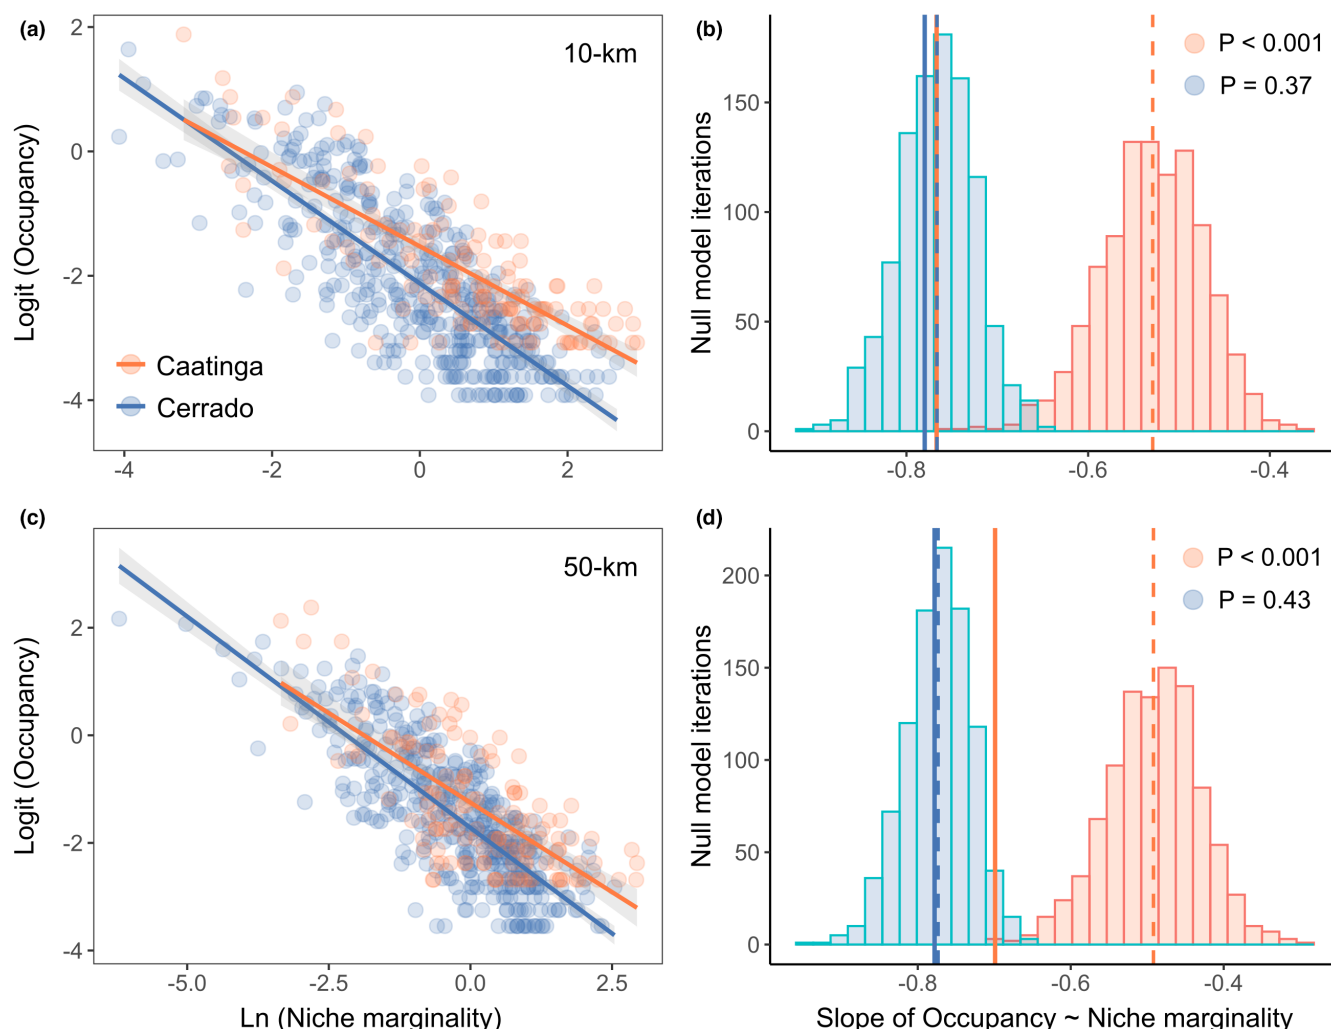 (a)
10-km
Logit (Occupancy)
2
0
-2
-4
Caatinga
Cerrado
-4
-2
0
2
(b)
P < 0.001
P = 0.37
Null model iterations
150
100
50
0
-0.8
-0.6
-0.4
(c)
50-km
Logit (Occupancy)
2
0
-2
-4
-5.0
-2.5
0.0
2.5
Ln (Niche marginality)
(d)
P < 0.001
P = 0.43
Null model iterations
200
150
100
50
0
-0.8
-0.6
-0.4
Slope of Occupancy ~ Niche marginality